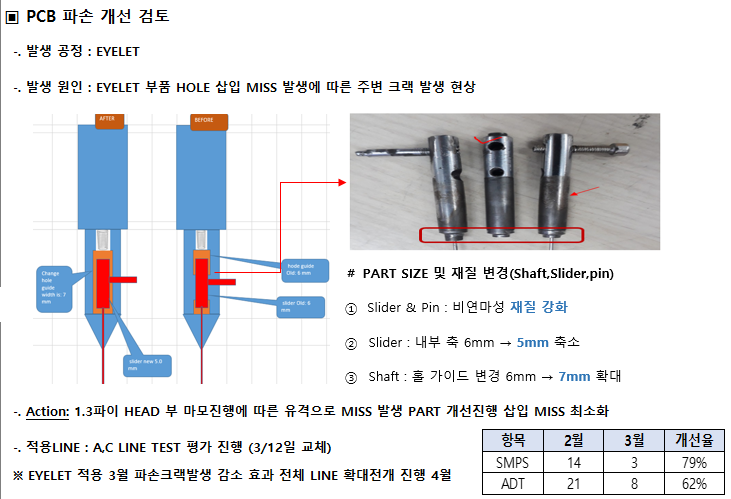 ▣ PCB 파손 개선 검토
-. 발생 공정 : EYELET
-. 발생 원인 : EYELET 부품 HOLE 삽입 MISS 발생에 따른 주변 크랙 발생 현상
AFTER
BEFORE
Change
hole
guide
width is: 7
mm
slider new 5.0
mm
hode guide
Old: 6 mm
slider Old: 6
mm
# PART SIZE 및 재질 변경(Shaft,Slider,pin)
① Slider & Pin : 비연마성 재질 강화
② Slider : 내부 축 6mm → 5mm 축소
③ Shaft : 홀 가이드 변경 6mm → 7mm 확대
-. Action: 1.3파이 HEAD 부 마모진행에 따른 유격으로 MISS 발생 PART 개선진행 삽입 MISS 최소화
-. 적용LINE : A,C LINE TEST 평가 진행 (3/12일 교체)
※ EYELET 적용 3월 파손크랙발생 감소 효과 전체 LINE 확대전개 진행 4월
항목 2월 3월 개선율
SMPS 14 3 79%
ADT 21 8 62%